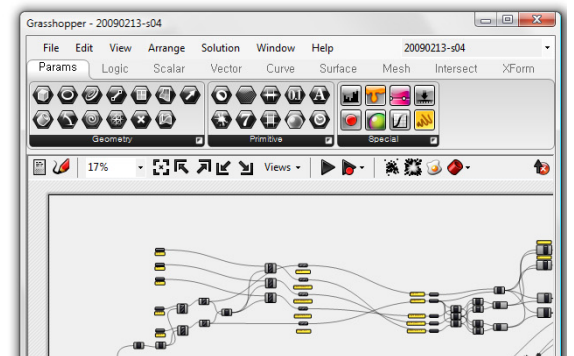 Grasshopper - 20090213-s04
File Edit View Arrange Solution Window Help 20090213-s04
Params Logic Scalar Vector Curve Surface Mesh Intersect XForm
Geometry Primitive Special
17% Views